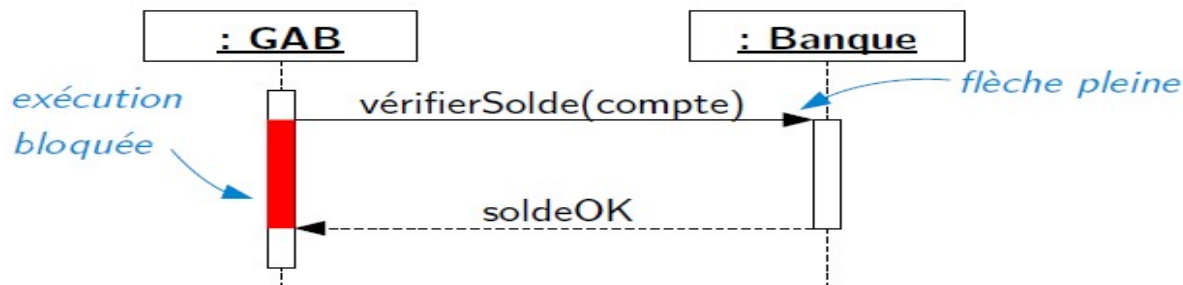 : GAB
: Banque
exécution
bloquée
vérifierSolde(compte)
flèche pleine
soldeOK